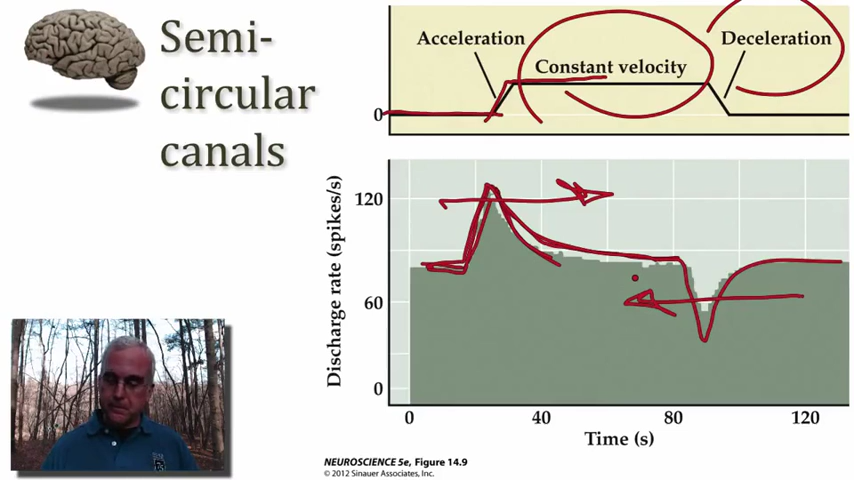 Semi-
circular
canals
Acceleration
Deceleration
Constant velocity
0
Discharge rate (spikes/s)
120
60
0
0
40
80
120
Time (s)
NEUROSCIENCE 5e, Figure 14.9
© 2012 Sinauer Associates, Inc.